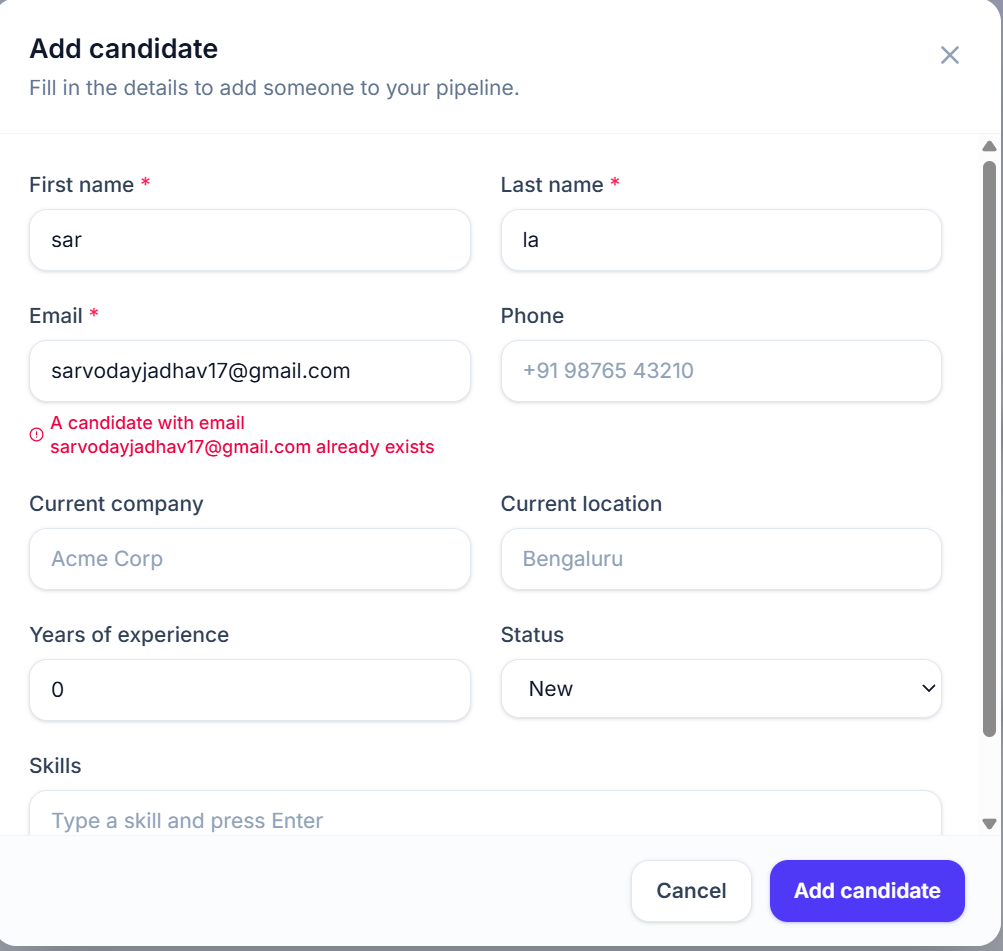 Add candidate
Fill in the details to add someone to your pipeline.
First name *
Last name *
sar
la
Email *
Phone
sarvodayjadhav17@gmail.com
+91 98765 43210
A candidate with email
sarvodayjadhav17@gmail.com already exists
Current company
Current location
Acme Corp
Bengaluru
Years of experience
Status
0
New
Skills
Type a skill and press Enter
Cancel
Add candidate